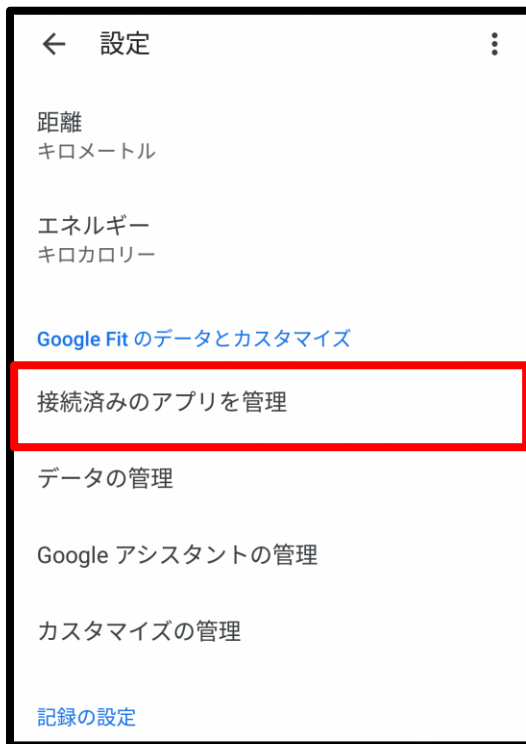 設定
距離
キロメートル
エネルギー
キロカロリー
Google Fit のデータとカスタマイズ
接続済みのアプリを管理
データの管理
Google アシスタントの管理
カスタマイズの管理
記録の設定